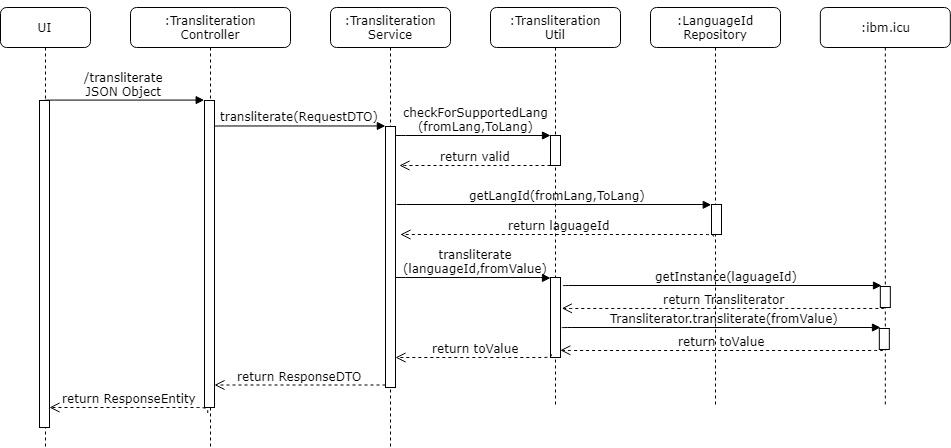 UI
:Transliteration
Controller
:Transliteration
Service
:Transliteration
Util
:LanguageId
Repository
:ibm.icu
/transliterate
JSON Object
transliterate(RequestDTO)
checkForSupportedLang
(fromLang,ToLang)
return valid
getLangId(fromLang,ToLang)
return laguageId
transliterate
(languageId,fromValue)
getInstance(laguageId)
return Transliterator
Transliterator.transliterate(fromValue)
return toValue
return toValue
return ResponseDTO
return ResponseEntity